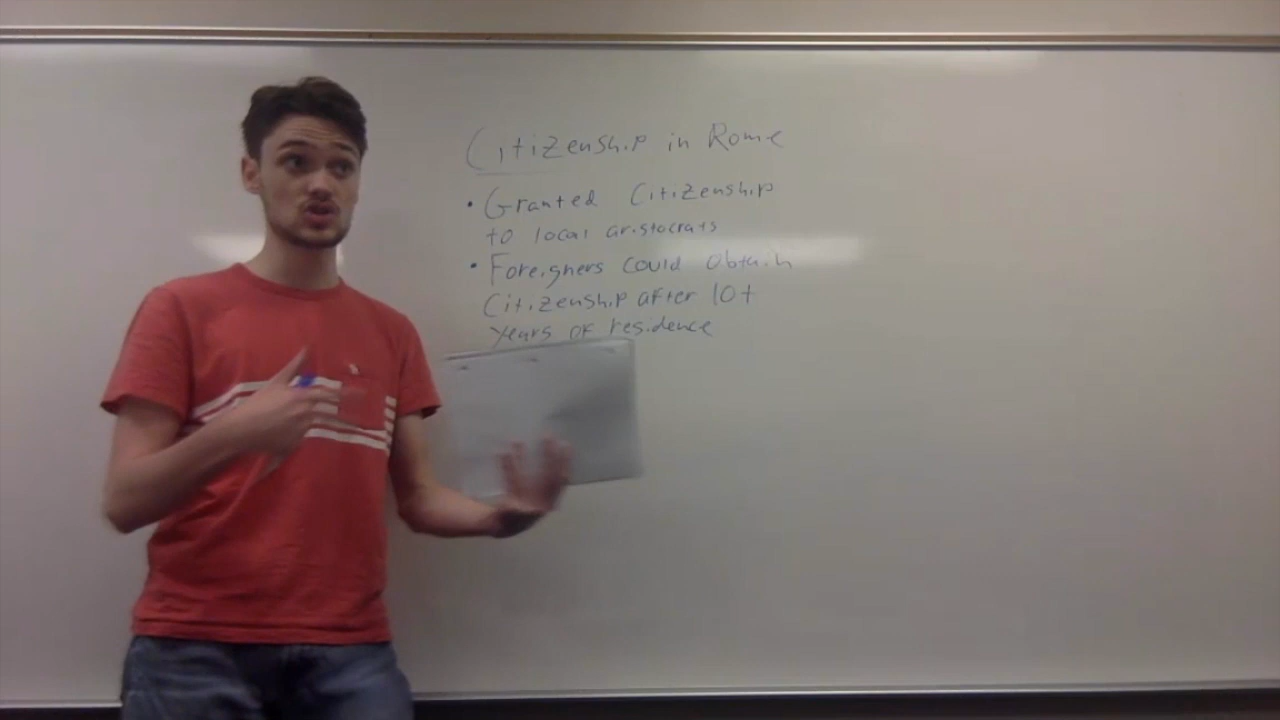 Citizenship in Rome
• Granted Citizenship
to local aristocrats
• Foreigners could obtain
Citizenship after 10+
years of residence